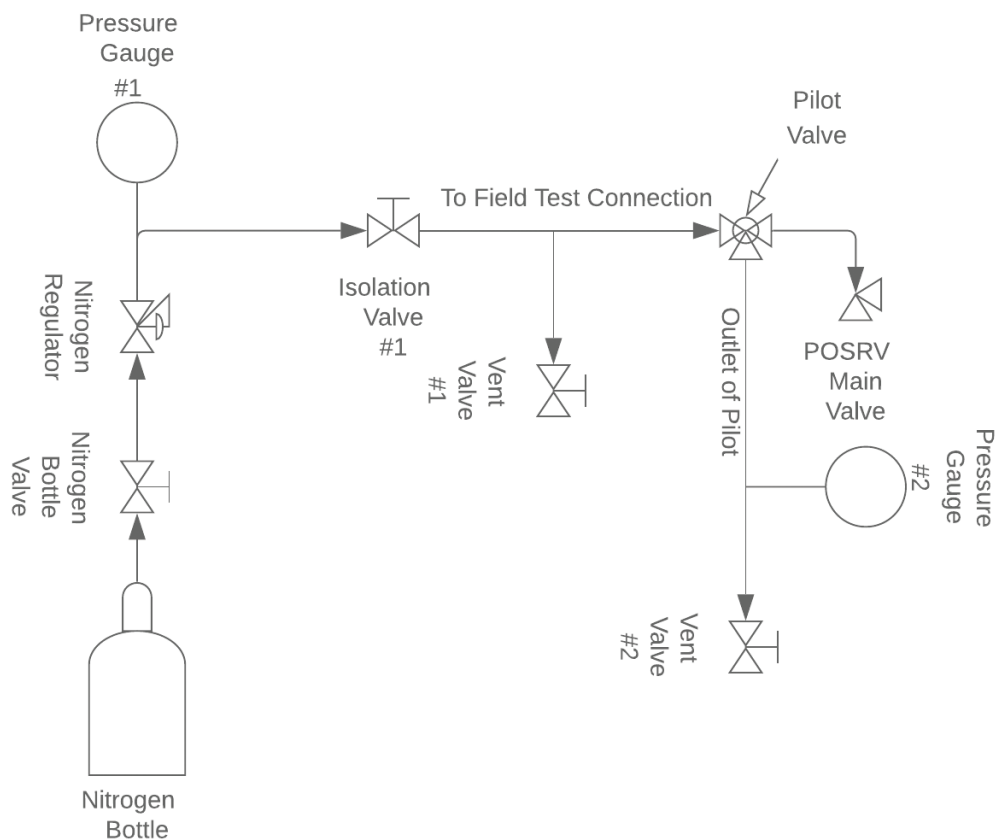 Pressure
Gauge
#1
Pilot
Valve
To Field Test Connection
Isolation
Valve
#1
Nitrogen
Regulator
Vent
Valve
#1
Outlet of Pilot
POSRV
Main
Valve
Pressure
Gauge
#2
Nitrogen
Bottle
Valve
Vent
Valve
#2
Nitrogen
Bottle